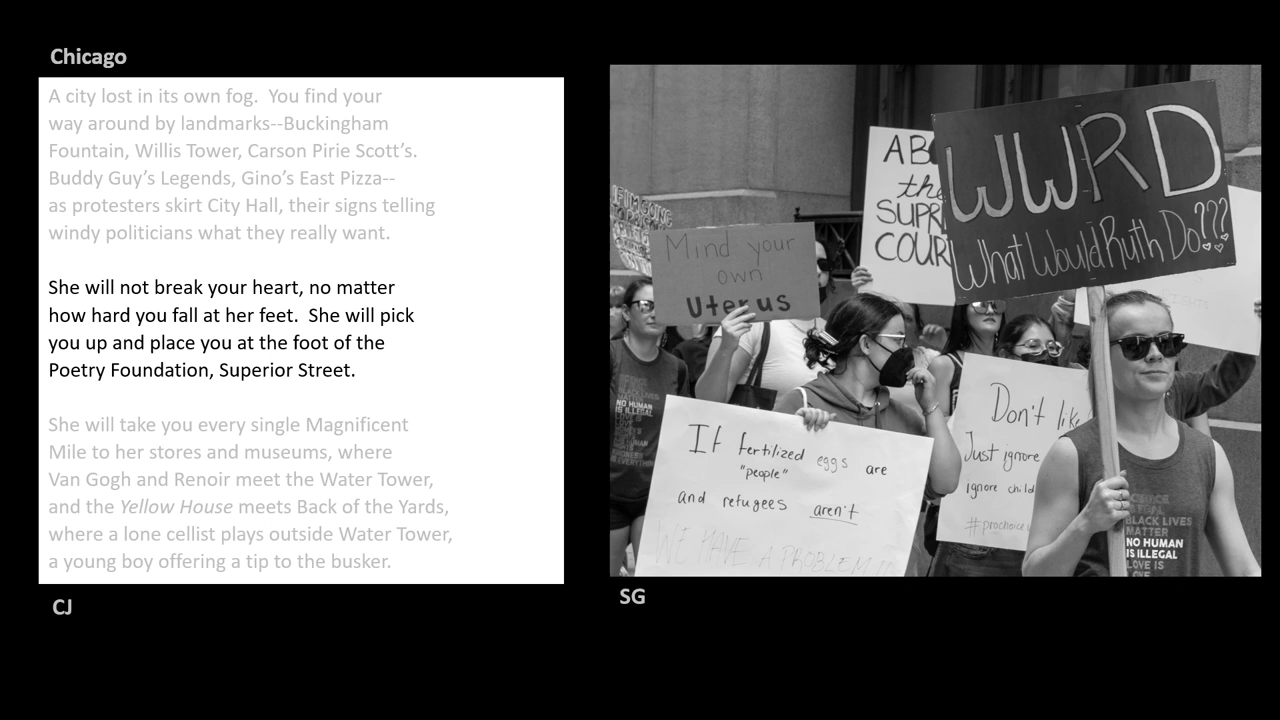 Chicago
A city lost in its own fog.  You find your
way around by landmarks--Buckingham
Fountain, Willis Tower, Carson Pirie Scott’s.
Buddy Guy’s Legends, Gino’s East Pizza--
as protesters skirt City Hall, their signs telling
windy politicians what they really want.
She will not break your heart, no matter
how hard you fall at her feet.  She will pick
you up and place you at the foot of the
Poetry Foundation, Superior Street.
She will take you every single Magnificent
Mile to her stores and museums, where
Van Gogh and Renoir meet the Water Tower,
and the Yellow House meets Back of the Yards,
where a lone cellist plays outside Water Tower,
a young boy offering a tip to the busker.
CJ
WWRD
What Would Ruth Do???
AB
the
SUPR
COUR
Mind your
own
Uterus
If fertilized eggs are
"people"
and refugees aren't
WE HAVE A PROBLEM
Don't like
Just ignore
ignore child
#prochoice
NO HUMAN
IS ILLEGAL
BLACK LIVES
MATTER
NO HUMAN
IS ILLEGAL
LOVE IS
LOVE
SG